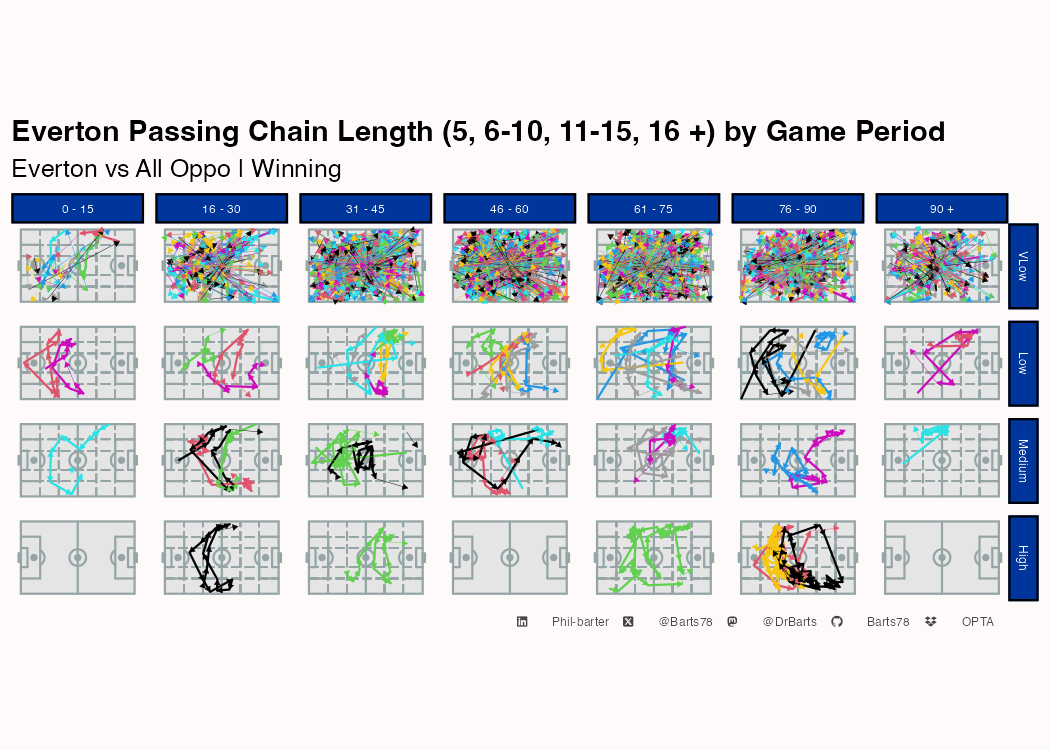 Everton Passing Chain Length (5, 6-10, 11-15, 16 +) by Game Period
Everton vs All Oppo | Winning
0 - 15 16 - 30 31 - 45 46 - 60 61 - 75 76 - 90 90 +
VLow
Low
Medium
High
Phil-barter @Barts78 @DrBarts Barts78 OPTA